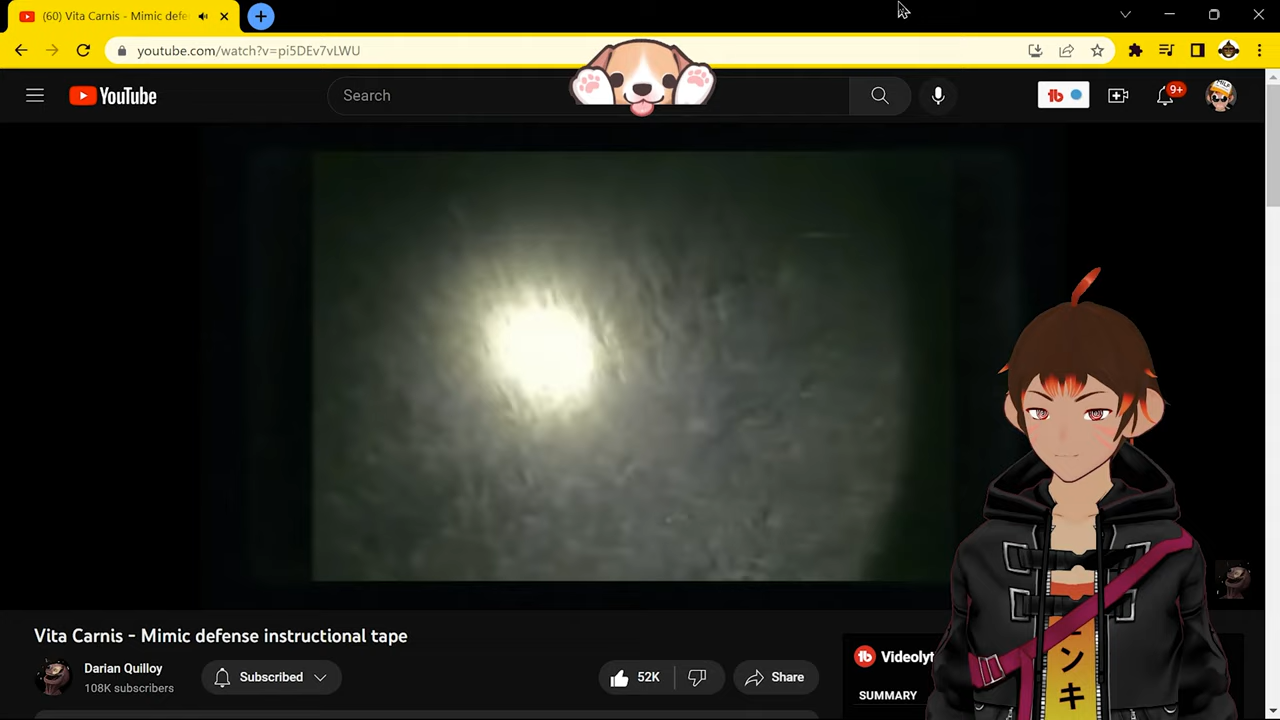 (60) Vita Carnis - Mimic defe
youtube.com/watch?v=pi5DEv7vLWU
YouTube
Search
9+
Vita Carnis - Mimic defense instructional tape
Darian Quilloy
108K subscribers
Subscribed
52K
Share
Videolyt
SUMMARY
ンキ